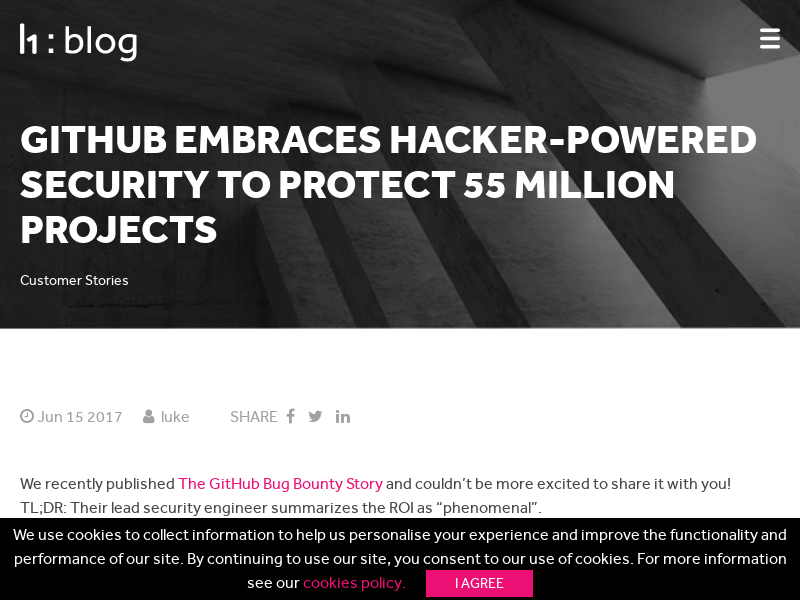 h1 : blog
GITHUB EMBRACES HACKER-POWERED
SECURITY TO PROTECT 55 MILLION
PROJECTS
Customer Stories
Jun 15 2017 luke SHARE
We recently published The GitHub Bug Bounty Story and couldn’t be more excited to share it with you!
TL;DR: Their lead security engineer summarizes the ROI as “phenomenal”.
We use cookies to collect information to help us personalise your experience and improve the functionality and
performance of our site. By continuing to use our site, you consent to our use of cookies. For more information
see our cookies policy. I AGREE